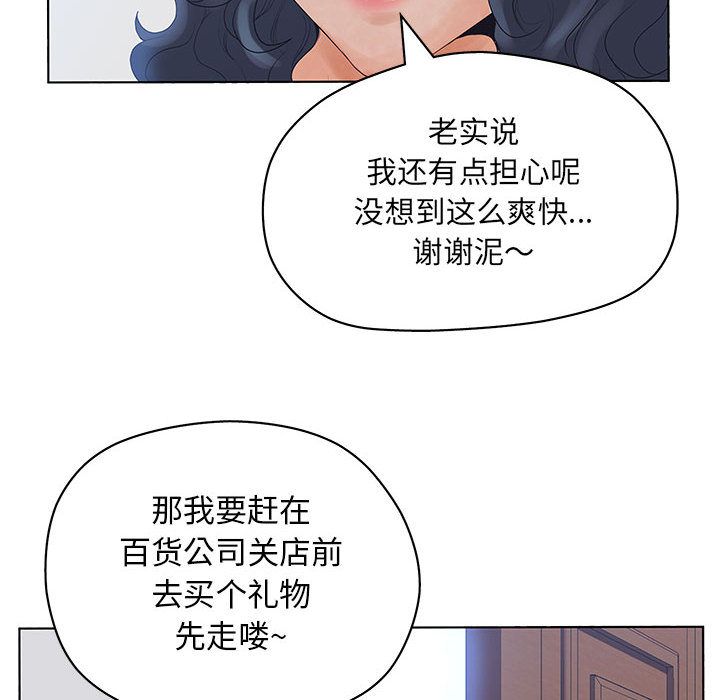 老实说
我还有点担心呢
没想到这么爽快...
谢谢泥～
那我要赶在
百货公司关店前
去买个礼物
先走喽~